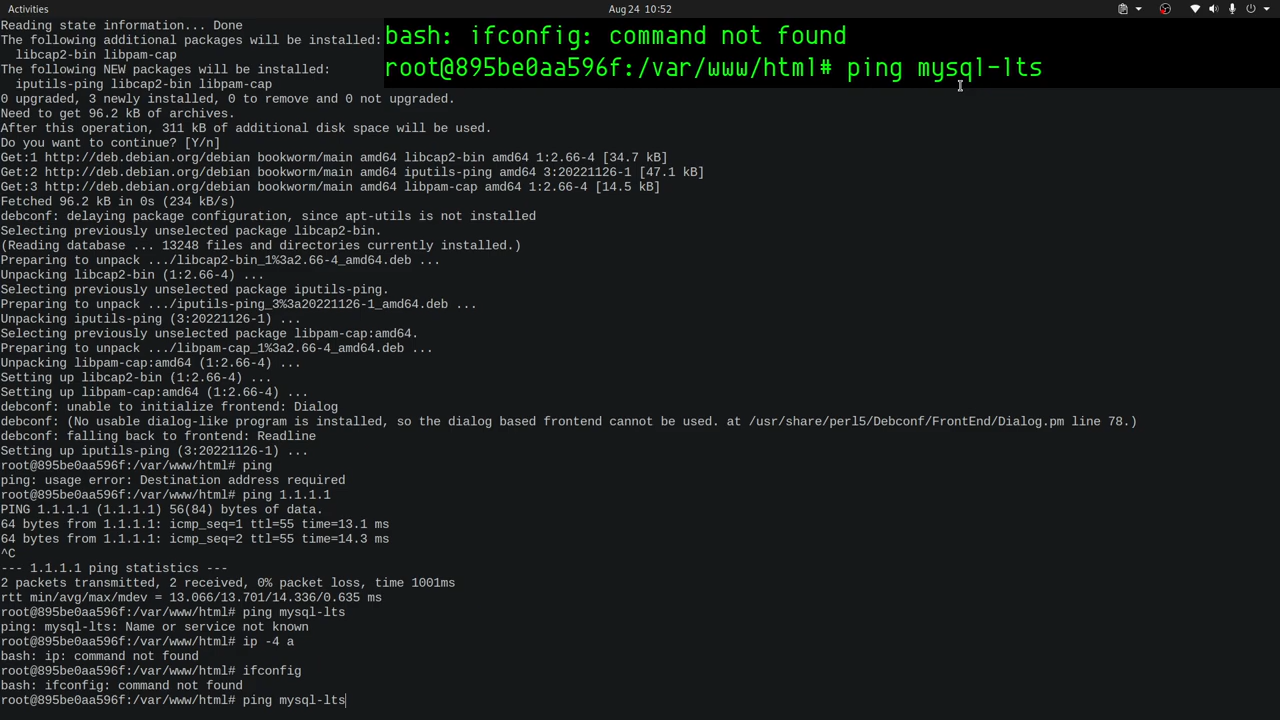 Activities
Aug 24 10:52
Reading state information... Done
The following additional packages will be installed:
  libcap2-bin libpam-cap
The following NEW packages will be installed:
  iputils-ping libcap2-bin libpam-cap
bash: ifconfig: command not found
root@895be0aa596f:/var/www/html# ping mysql-lts
0 upgraded, 3 newly installed, 0 to remove and 0 not upgraded.
Need to get 96.2 kB of archives.
After this operation, 311 kB of additional disk space will be used.
Do you want to continue? [Y/n]
Get:1 http://deb.debian.org/debian bookworm/main amd64 libcap2-bin amd64 1:2.66-4 [34.7 kB]
Get:2 http://deb.debian.org/debian bookworm/main amd64 iputils-ping amd64 3:20221126-1 [47.1 kB]
Get:3 http://deb.debian.org/debian bookworm/main amd64 libpam-cap amd64 1:2.66-4 [14.5 kB]
Fetched 96.2 kB in 0s (234 kB/s)
debconf: delaying package configuration, since apt-utils is not installed
Selecting previously unselected package libcap2-bin.
(Reading database ... 13248 files and directories currently installed.)
Preparing to unpack .../libcap2-bin_1%3a2.66-4_amd64.deb ...
Unpacking libcap2-bin (1:2.66-4) ...
Selecting previously unselected package iputils-ping.
Preparing to unpack .../iputils-ping_3%3a20221126-1_amd64.deb ...
Unpacking iputils-ping (3:20221126-1) ...
Selecting previously unselected package libpam-cap:amd64.
Preparing to unpack .../libpam-cap_1%3a2.66-4_amd64.deb ...
Unpacking libpam-cap:amd64 (1:2.66-4) ...
Setting up libcap2-bin (1:2.66-4) ...
Setting up libpam-cap:amd64 (1:2.66-4) ...
debconf: unable to initialize frontend: Dialog
debconf: (No usable dialog-like program is installed, so the dialog based frontend cannot be used. at /usr/share/perl5/Debconf/FrontEnd/Dialog.pm line 78.)
debconf: falling back to frontend: Readline
Setting up iputils-ping (3:20221126-1) ...
root@895be0aa596f:/var/www/html# ping
ping: usage error: Destination address required
root@895be0aa596f:/var/www/html# ping 1.1.1.1
PING 1.1.1.1 (1.1.1.1) 56(84) bytes of data.
64 bytes from 1.1.1.1: icmp_seq=1 ttl=55 time=13.1 ms
64 bytes from 1.1.1.1: icmp_seq=2 ttl=55 time=14.3 ms
^C
--- 1.1.1.1 ping statistics ---
2 packets transmitted, 2 received, 0% packet loss, time 1001ms
rtt min/avg/max/mdev = 13.066/13.701/14.336/0.635 ms
root@895be0aa596f:/var/www/html# ping mysql-lts
ping: mysql-lts: Name or service not known
root@895be0aa596f:/var/www/html# ip -4 a
bash: ip: command not found
root@895be0aa596f:/var/www/html# ifconfig
bash: ifconfig: command not found
root@895be0aa596f:/var/www/html# ping mysql-lts